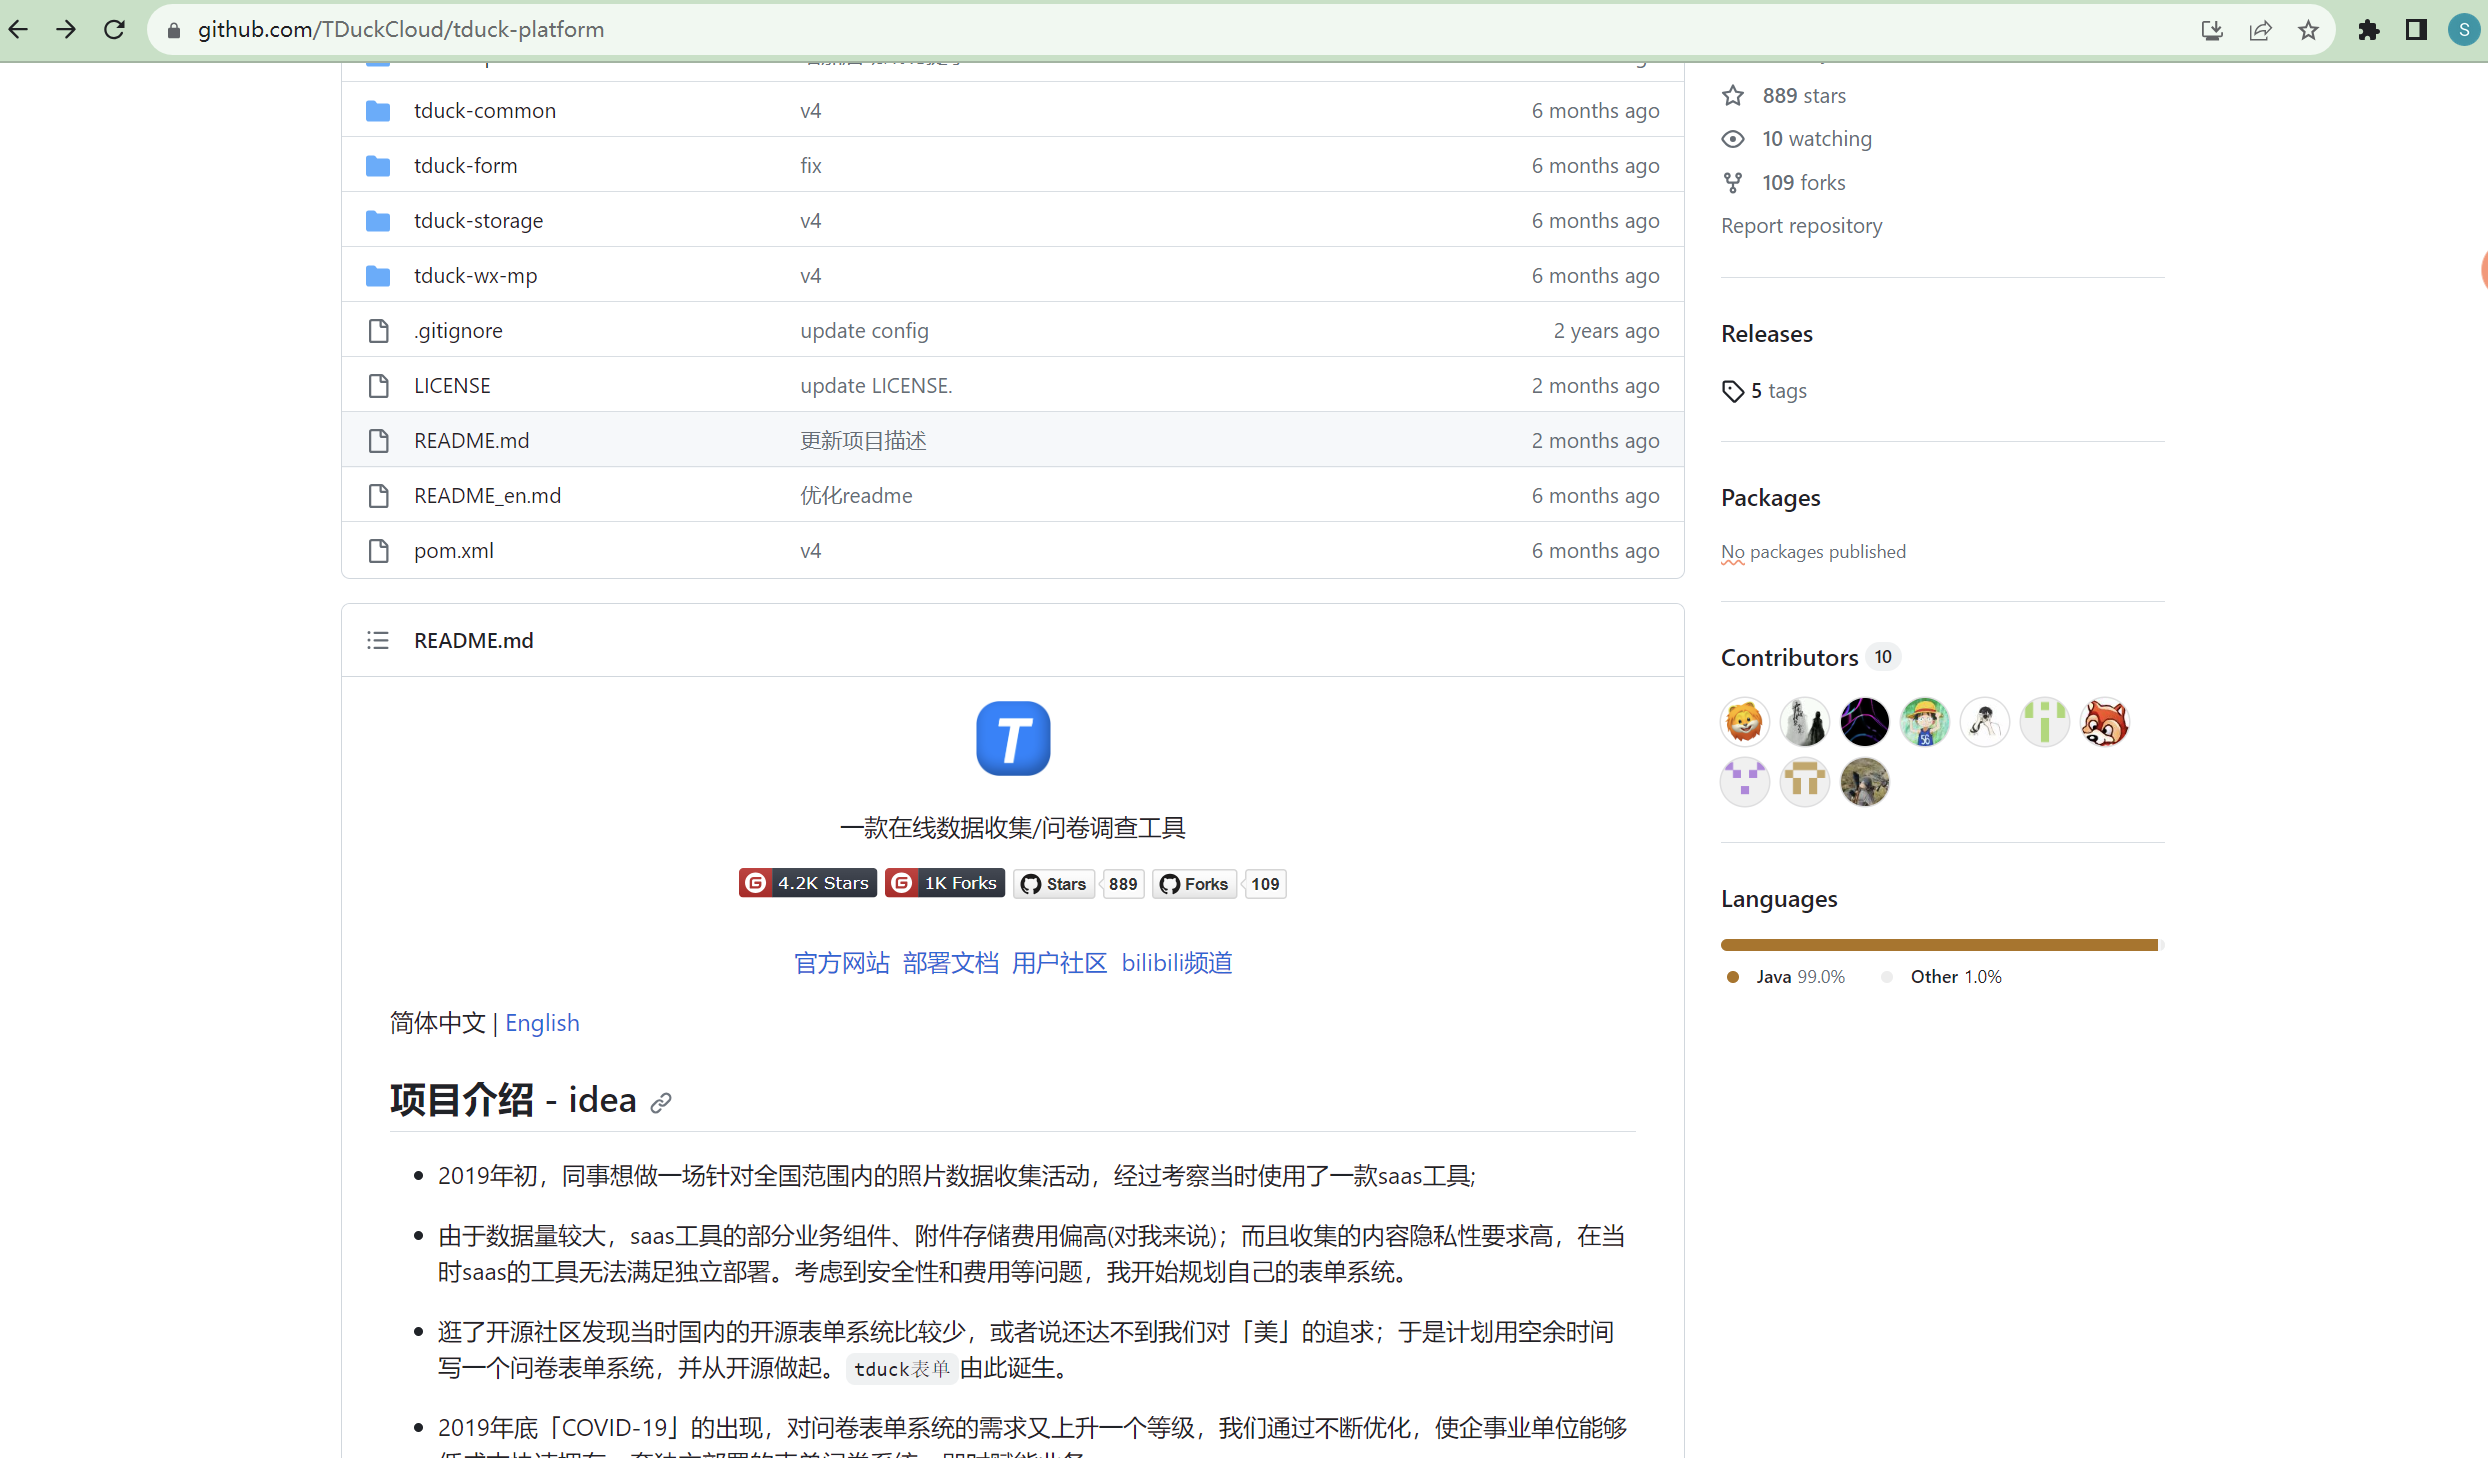 github.com/TDuckCloud/tduck-platform
S
tduck-common v4 6 months ago
tduck-form fix 6 months ago
tduck-storage v4 6 months ago
tduck-wx-mp v4 6 months ago
.gitignore update config 2 years ago
LICENSE update LICENSE. 2 months ago
README.md 更新项目描述 2 months ago
README_en.md 优化readme 6 months ago
pom.xml v4 6 months ago
README.md
T
一款在线数据收集/问卷调查工具
G 4.2K Stars G 1K Forks Stars 889 Forks 109
官方网站 部署文档 用户社区 bilibili频道
简体中文 | English
项目介绍 - idea
2019年初，同事想做一场针对全国范围内的照片数据收集活动，经过考察当时使用了一款saas工具;
由于数据量较大，saas工具的部分业务组件、附件存储费用偏高(对我来说)；而且收集的内容隐私性要求高，在当
时saas的工具无法满足独立部署。考虑到安全性和费用等问题，我开始规划自己的表单系统。
逛了开源社区发现当时国内的开源表单系统比较少，或者说还达不到我们对「美」的追求；于是计划用空余时间
写一个问卷表单系统，并从开源做起。tduck表单由此诞生。
2019年底「COVID-19」的出现，对问卷表单系统的需求又上升一个等级，我们通过不断优化，使企事业单位能够
889 stars
10 watching
109 forks
Report repository
Releases
5 tags
Packages
No packages published
Contributors 10
56
Languages
Java 99.0% Other 1.0%